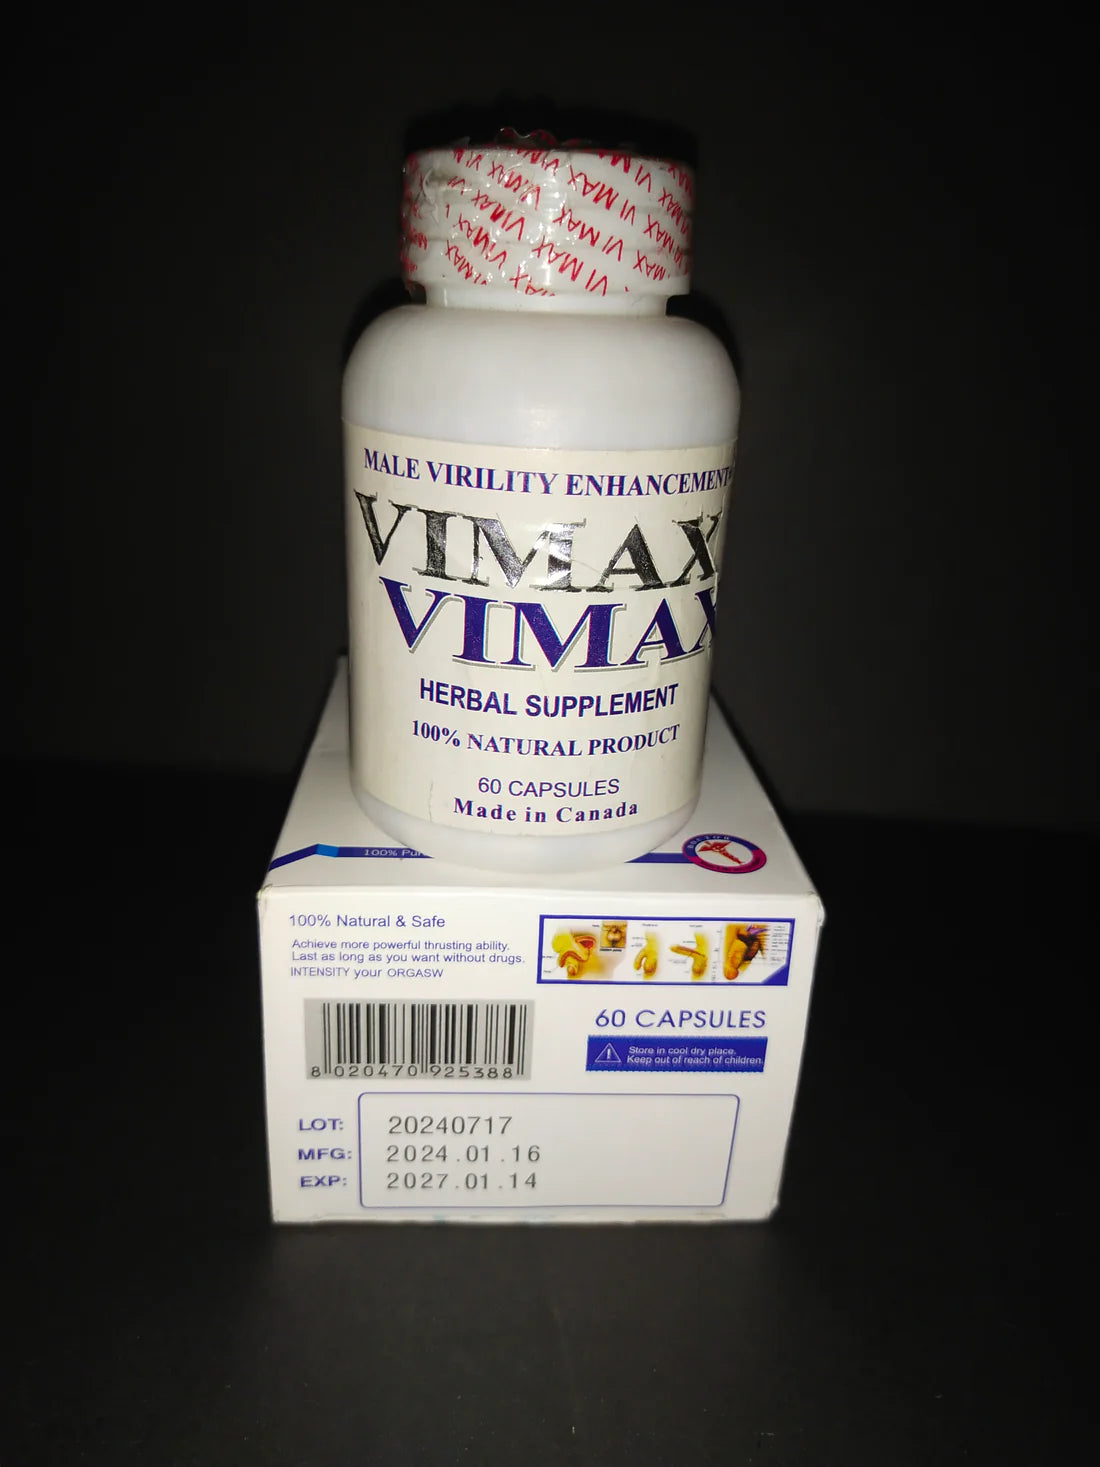 VIMAX VIMAX VIMAX
MALE VIRILITY ENHANCEMENT
VIMAX
VIMAX
HERBAL SUPPLEMENT
100% NATURAL PRODUCT
60 CAPSULES
Made in Canada
100% Pur
100% Natural & Safe
Achieve more powerful thrusting ability.
Last as long as you want without drugs.
INTENSITY your ORGASW
8 020470 925388
60 CAPSULES
Store in cool dry place.
Keep out of reach of children.
LOT: 20240717
MFG: 2024.01.16
EXP: 2027.01.14